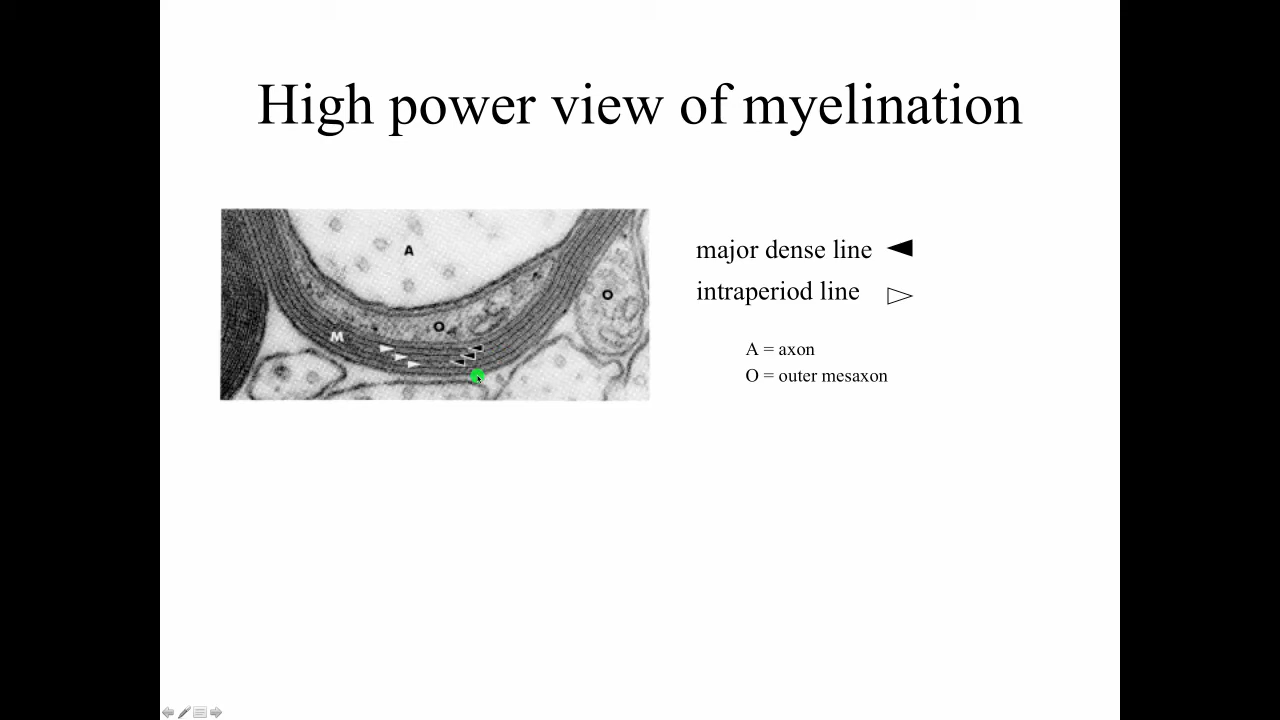 High power view of myelination
A
O
O
M
major dense line
intraperiod line
A = axon
O = outer mesaxon